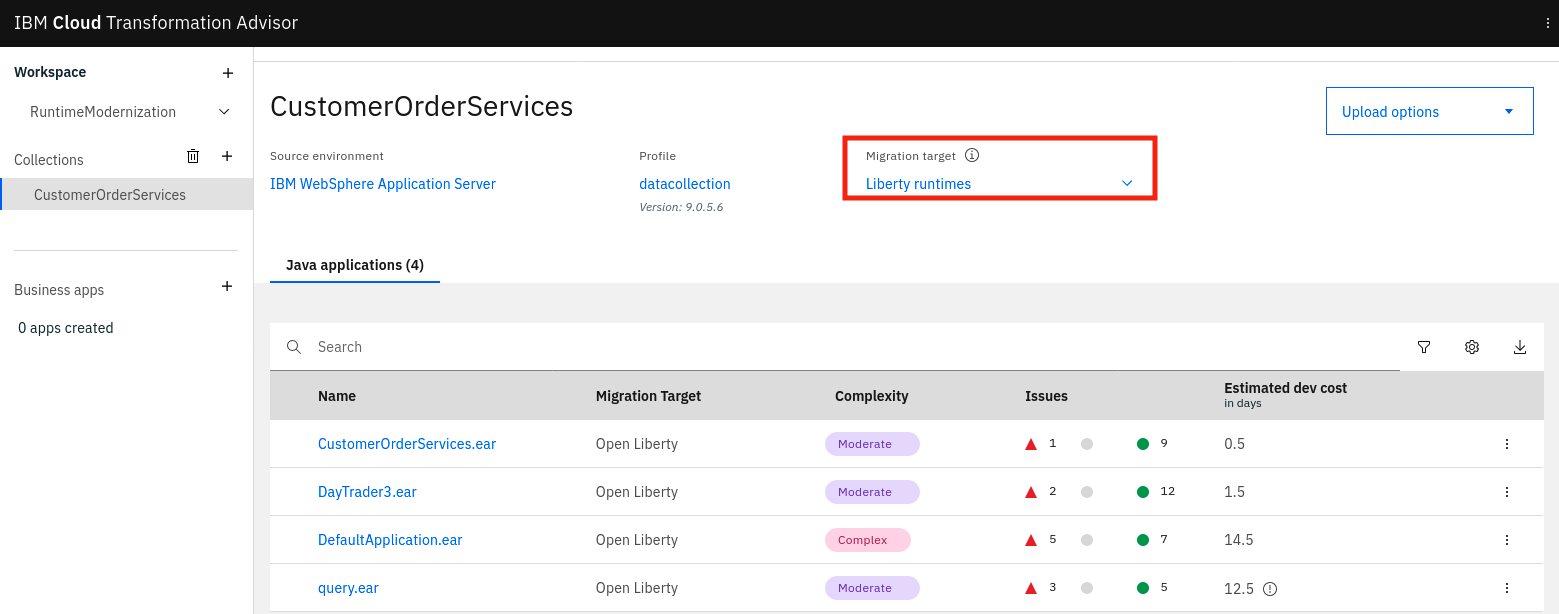 IBM Cloud Transformation Advisor
Workspace
RuntimeModernization
Collections
CustomerOrderServices
Business apps
0 apps created
CustomerOrderServices
Upload options
Source environment
IBM WebSphere Application Server
Profile
datacollection
Version: 9.0.5.6
Migration target
Liberty runtimes
Java applications (4)
Search
Name Migration Target Complexity Issues Estimated dev cost
in days
CustomerOrderServices.ear Open Liberty Moderate 1 9 0.5
DayTrader3.ear Open Liberty Moderate 2 12 1.5
DefaultApplication.ear Open Liberty Complex 5 7 14.5
query.ear Open Liberty Moderate 3 5 12.5